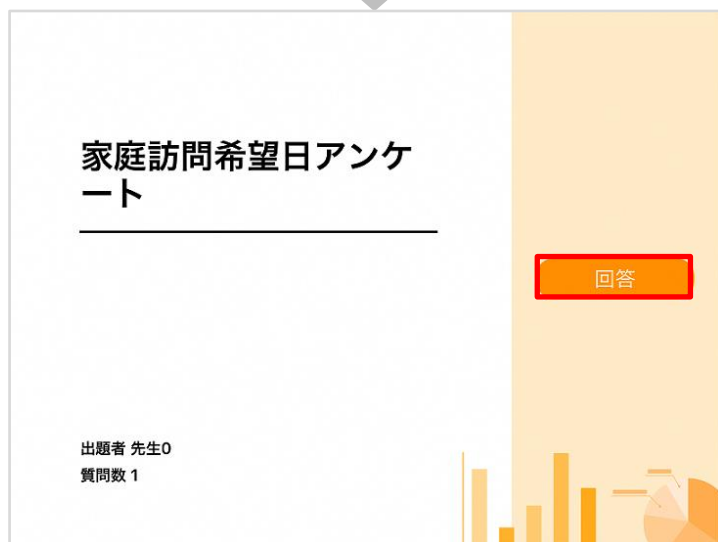 家庭訪問希望日アンケ
ート
回答
出題者 先生0
質問数 1